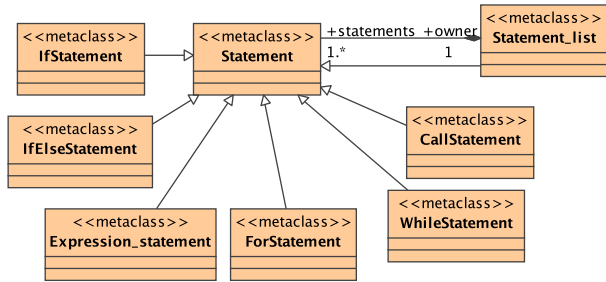 <<metaclass>>
IfStatement
<<metaclass>>
Statement
+statements +owner
1.* 1
<<metaclass>>
Statement_list
<<metaclass>>
IfElseStatement
<<metaclass>>
CallStatement
<<metaclass>>
Expression_statement
<<metaclass>>
ForStatement
<<metaclass>>
WhileStatement